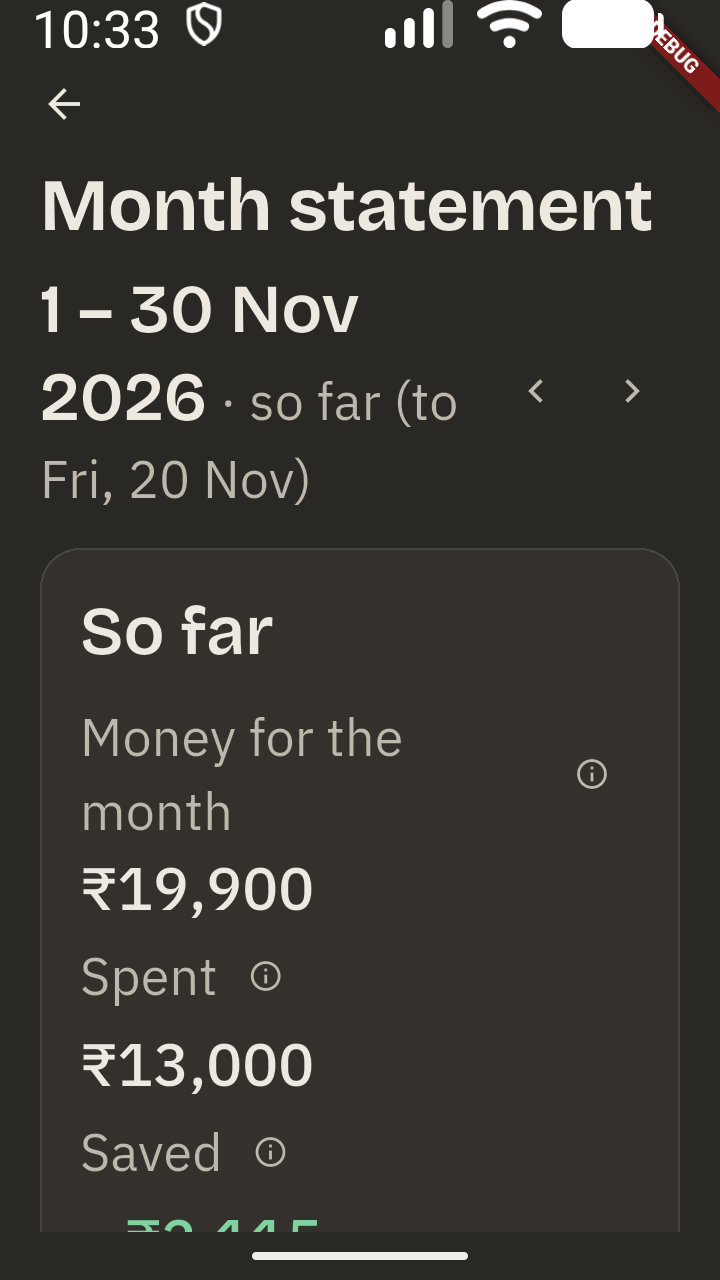 10:33
DEBUG
Month statement
1 – 30 Nov
2026 · so far (to
Fri, 20 Nov)
So far
Money for the
month
₹19,900
Spent
₹13,000
Saved